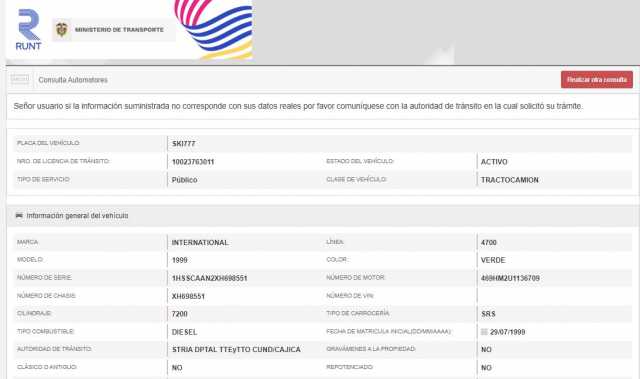 RUNT
MINISTERIO DE TRANSPORTE
Consulta Automotores
Realizar otra consulta
Señor usuario si la información suministrada no corresponde con sus datos reales por favor comuníquese con la autoridad de tránsito en la cual solicitó su trámite.
PLACA DEL VEHÍCULO: SKI777
NRO. DE LICENCIA DE TRÁNSITO: 10023763011 ESTADO DEL VEHÍCULO: ACTIVO
TIPO DE SERVICIO: Público CLASE DE VEHÍCULO: TRACTOCAMION
Información general del vehículo
MARCA: INTERNATIONAL LÍNEA: 4700
MODELO: 1999 COLOR: VERDE
NÚMERO DE SERIE: 1HSSCAAN2XH698551 NÚMERO DE MOTOR: 469HM2U1136709
NÚMERO DE CHASIS: XH698551 NÚMERO DE VIN:
CILINDRAJE: 7200 TIPO DE CARROCERÍA: SRS
TIPO COMBUSTIBLE: DIESEL FECHA DE MATRICULA INICIAL(DD/MM/AAAA): 29/07/1999
AUTORIDAD DE TRÁNSITO: STRIA DPTAL TTEyTTO CUND/CAJICA GRAVÁMENES A LA PROPIEDAD: NO
CLÁSICO O ANTIGUO: NO REPOTENCIADO: NO